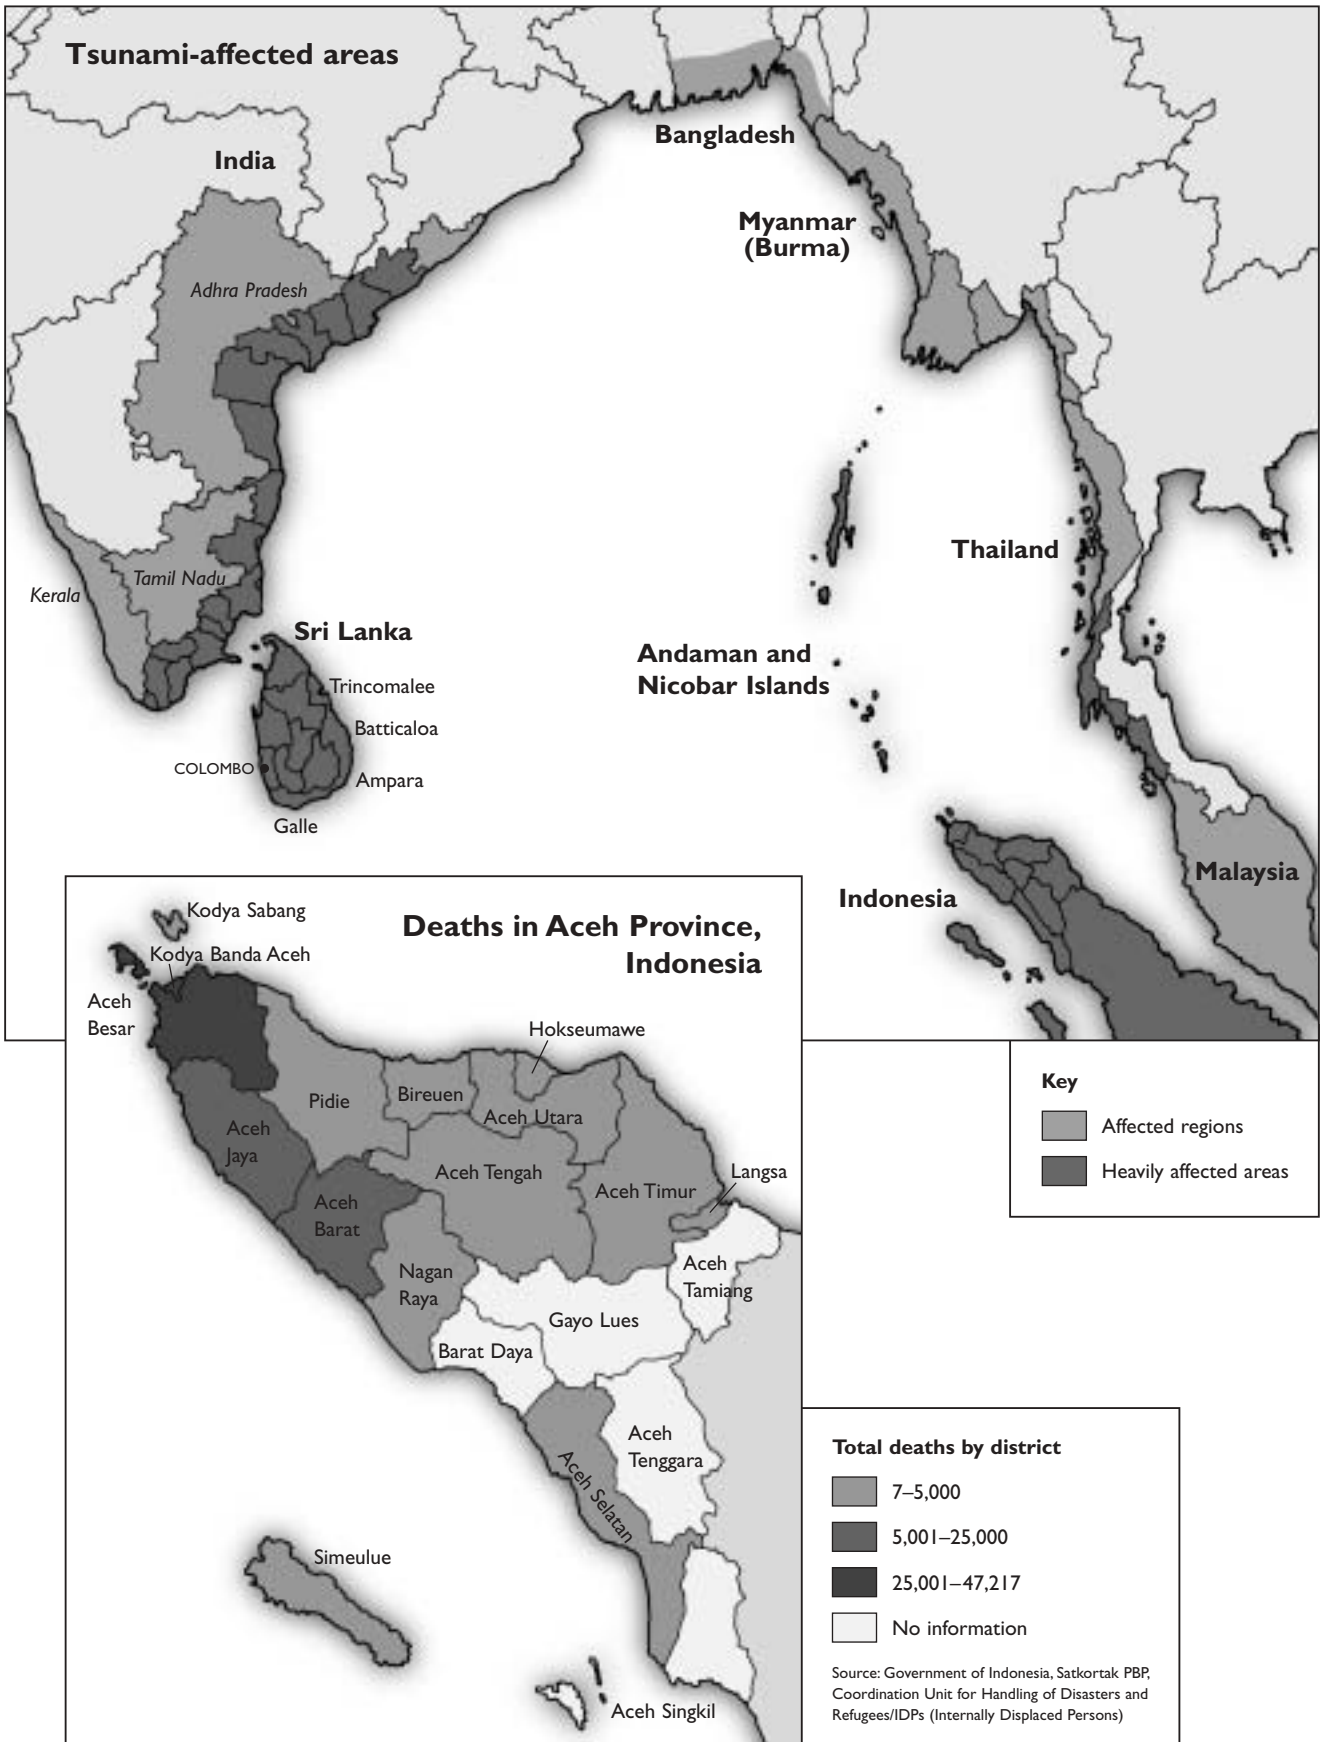 Tsunami-affected areas
India
Bangladesh
Myanmar
(Burma)
Adhra Pradesh
Thailand
Tamil Nadu
Kerala
Sri Lanka
Andaman and
Nicobar Islands
Trincomalee
Batticaloa
COLOMBO
Ampara
Galle
Malaysia
Indonesia
Deaths in Aceh Province,
Indonesia
Kodya Sabang
Kodya Banda Aceh
Aceh
Besar
Hokseumawe
Pidie
Bireuen
Aceh Utara
Aceh
Jaya
Aceh Tengah
Langsa
Aceh Timur
Aceh
Barat
Nagan
Raya
Aceh
Tamiang
Gayo Lues
Barat Daya
Aceh
Tenggara
Aceh Selatan
Simeulue
Aceh Singkil
Key
Affected regions
Heavily affected areas
Total deaths by district
7–5,000
5,001–25,000
25,001–47,217
No information
Source: Government of Indonesia, Satkortak PBP,
Coordination Unit for Handling of Disasters and
Refugees/IDPs (Internally Displaced Persons)